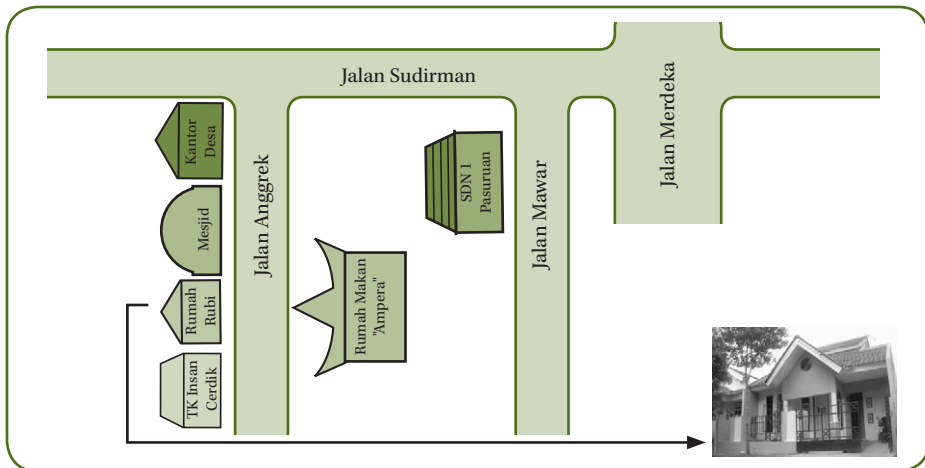 Jalan Sudirman
Jalan Merdeka
Kantor
Desa
Mesjid
Rumah
Rubi
TK Insan
Cerdik
Jalan Anggrek
Rumah Makan
"Ampera"
SDN 1
Pasuruan
Jalan Mawar